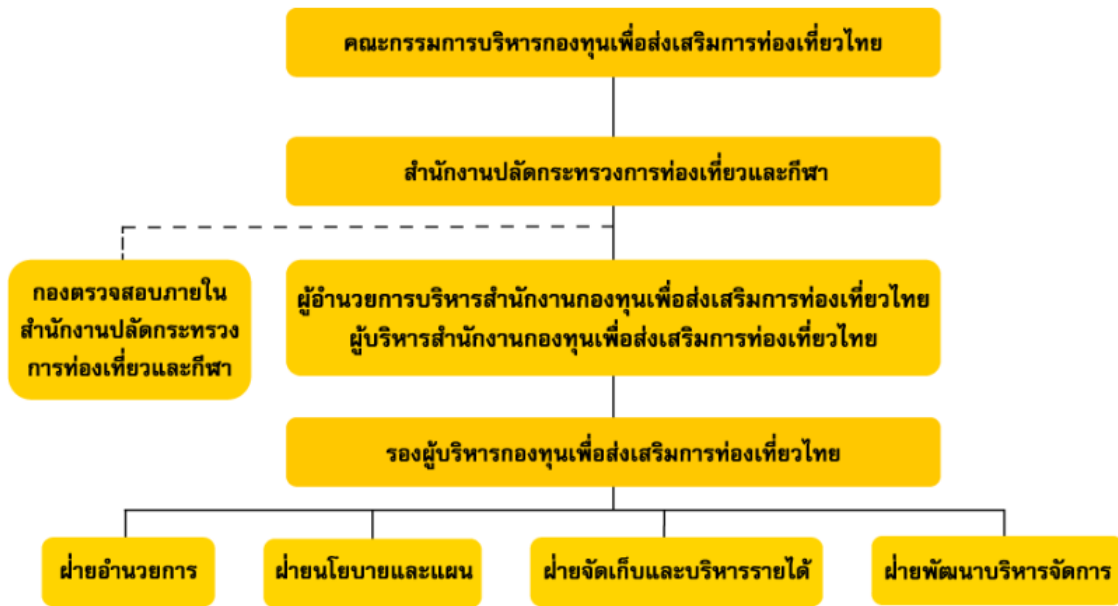 คณะกรรมการบริหารกองทุนเพื่อส่งเสริมการท่องเที่ยวไทย
สำนักงานปลัดกระทรวงการท่องเที่ยวและกีฬา
กองตรวจสอบภายใน
สำนักงานปลัดกระทรวง
การท่องเที่ยวและกีฬา
ผู้อำนวยการบริหารสำนักงานกองทุนเพื่อส่งเสริมการท่องเที่ยวไทย
ผู้บริหารสำนักงานกองทุนเพื่อส่งเสริมการท่องเที่ยวไทย
รองผู้บริหารกองทุนเพื่อส่งเสริมการท่องเที่ยวไทย
ฝ่ายอำนวยการ
ฝ่ายนโยบายและแผน
ฝ่ายจัดเก็บและบริหารรายได้
ฝ่ายพัฒนาบริหารจัดการ